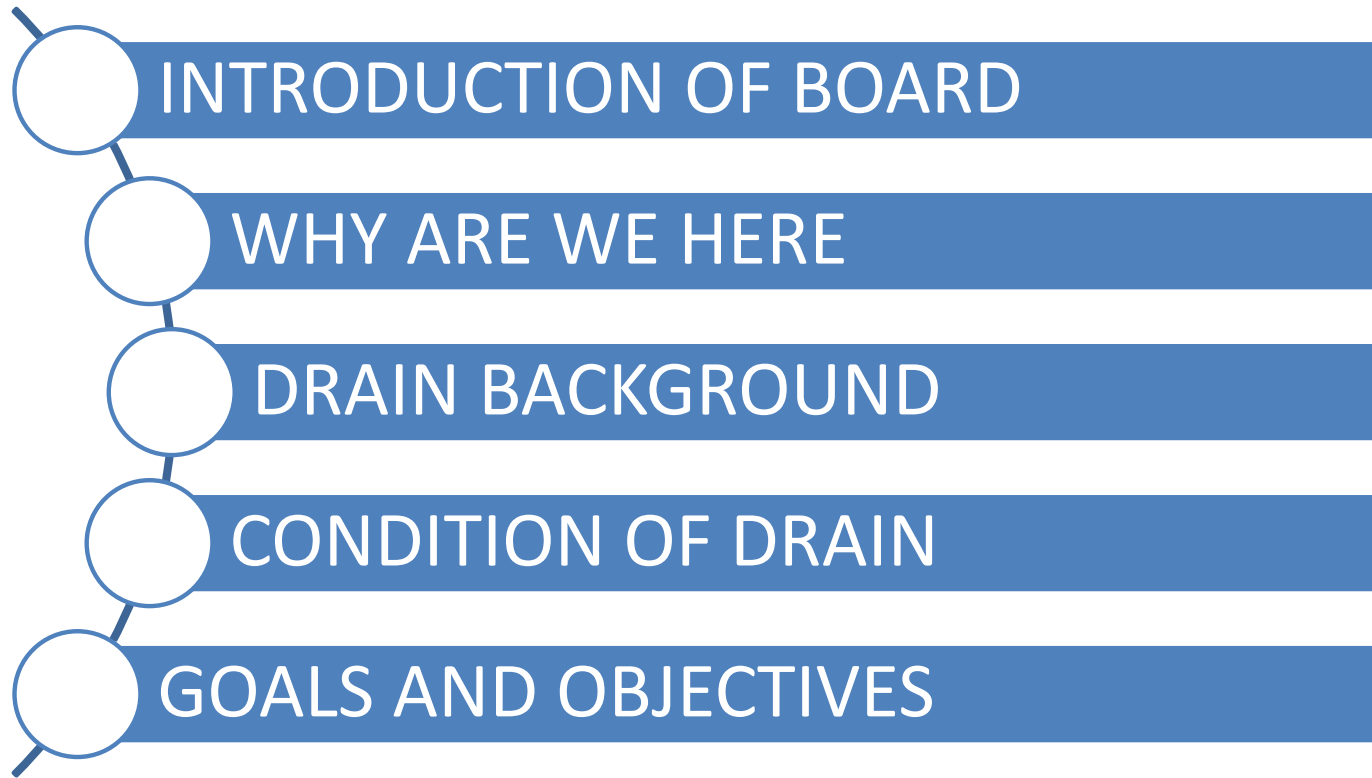 INTRODUCTION OF BOARD
WHY ARE WE HERE
DRAIN BACKGROUND
CONDITION OF DRAIN
GOALS AND OBJECTIVES